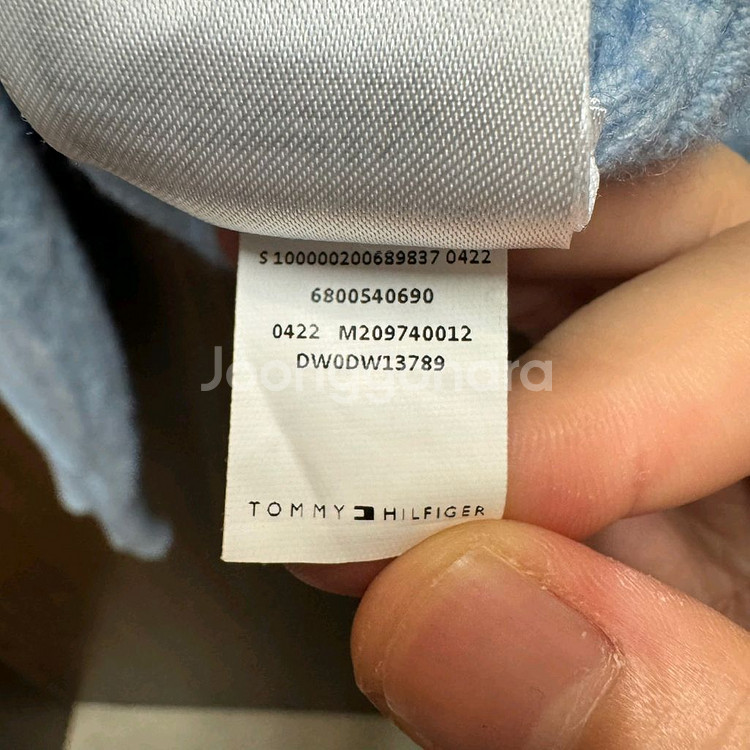 S 100000200689837 0422
6800540690
0422 M209740012
DW0DW13789
Joonggonara
TOMMY HILFIGER